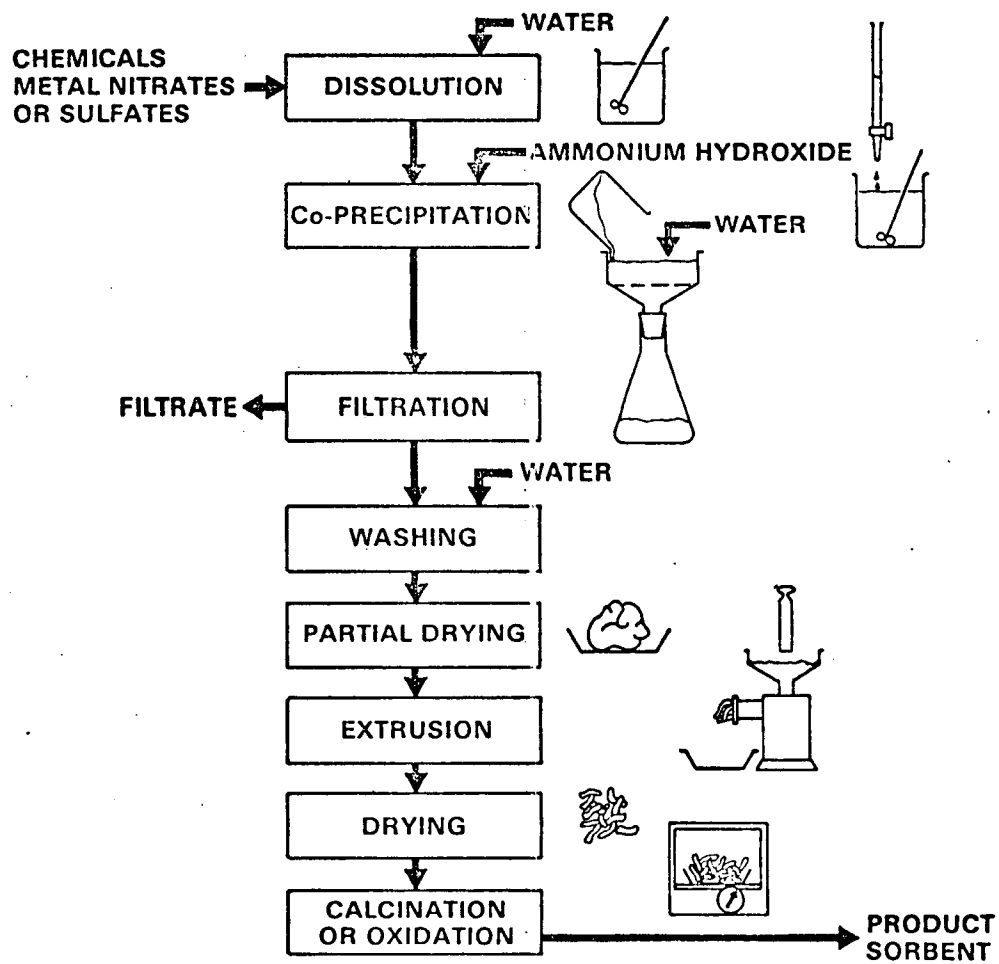 WATER
CHEMICALS
METAL NITRATES
OR SULFATES
DISSOLUTION
AMMONIUM HYDROXIDE
Co-PRECIPITATION
WATER
FILTRATE
FILTRATION
WATER
WASHING
PARTIAL DRYING
EXTRUSION
DRYING
CALCINATION
OR OXIDATION
PRODUCT
SORBENT